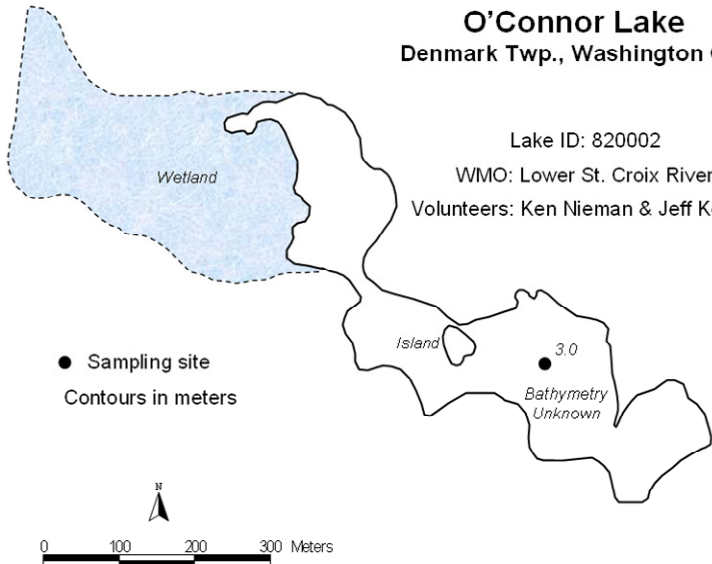 O'Connor Lake
Denmark Twp., Washington
Lake ID: 820002
WMO: Lower St. Croix River
Volunteers: Ken Nieman & Jeff
Wetland
Island
3.0
Bathymetry
Unknown
Sampling site
Contours in meters
N
0 100 200 300 Meters